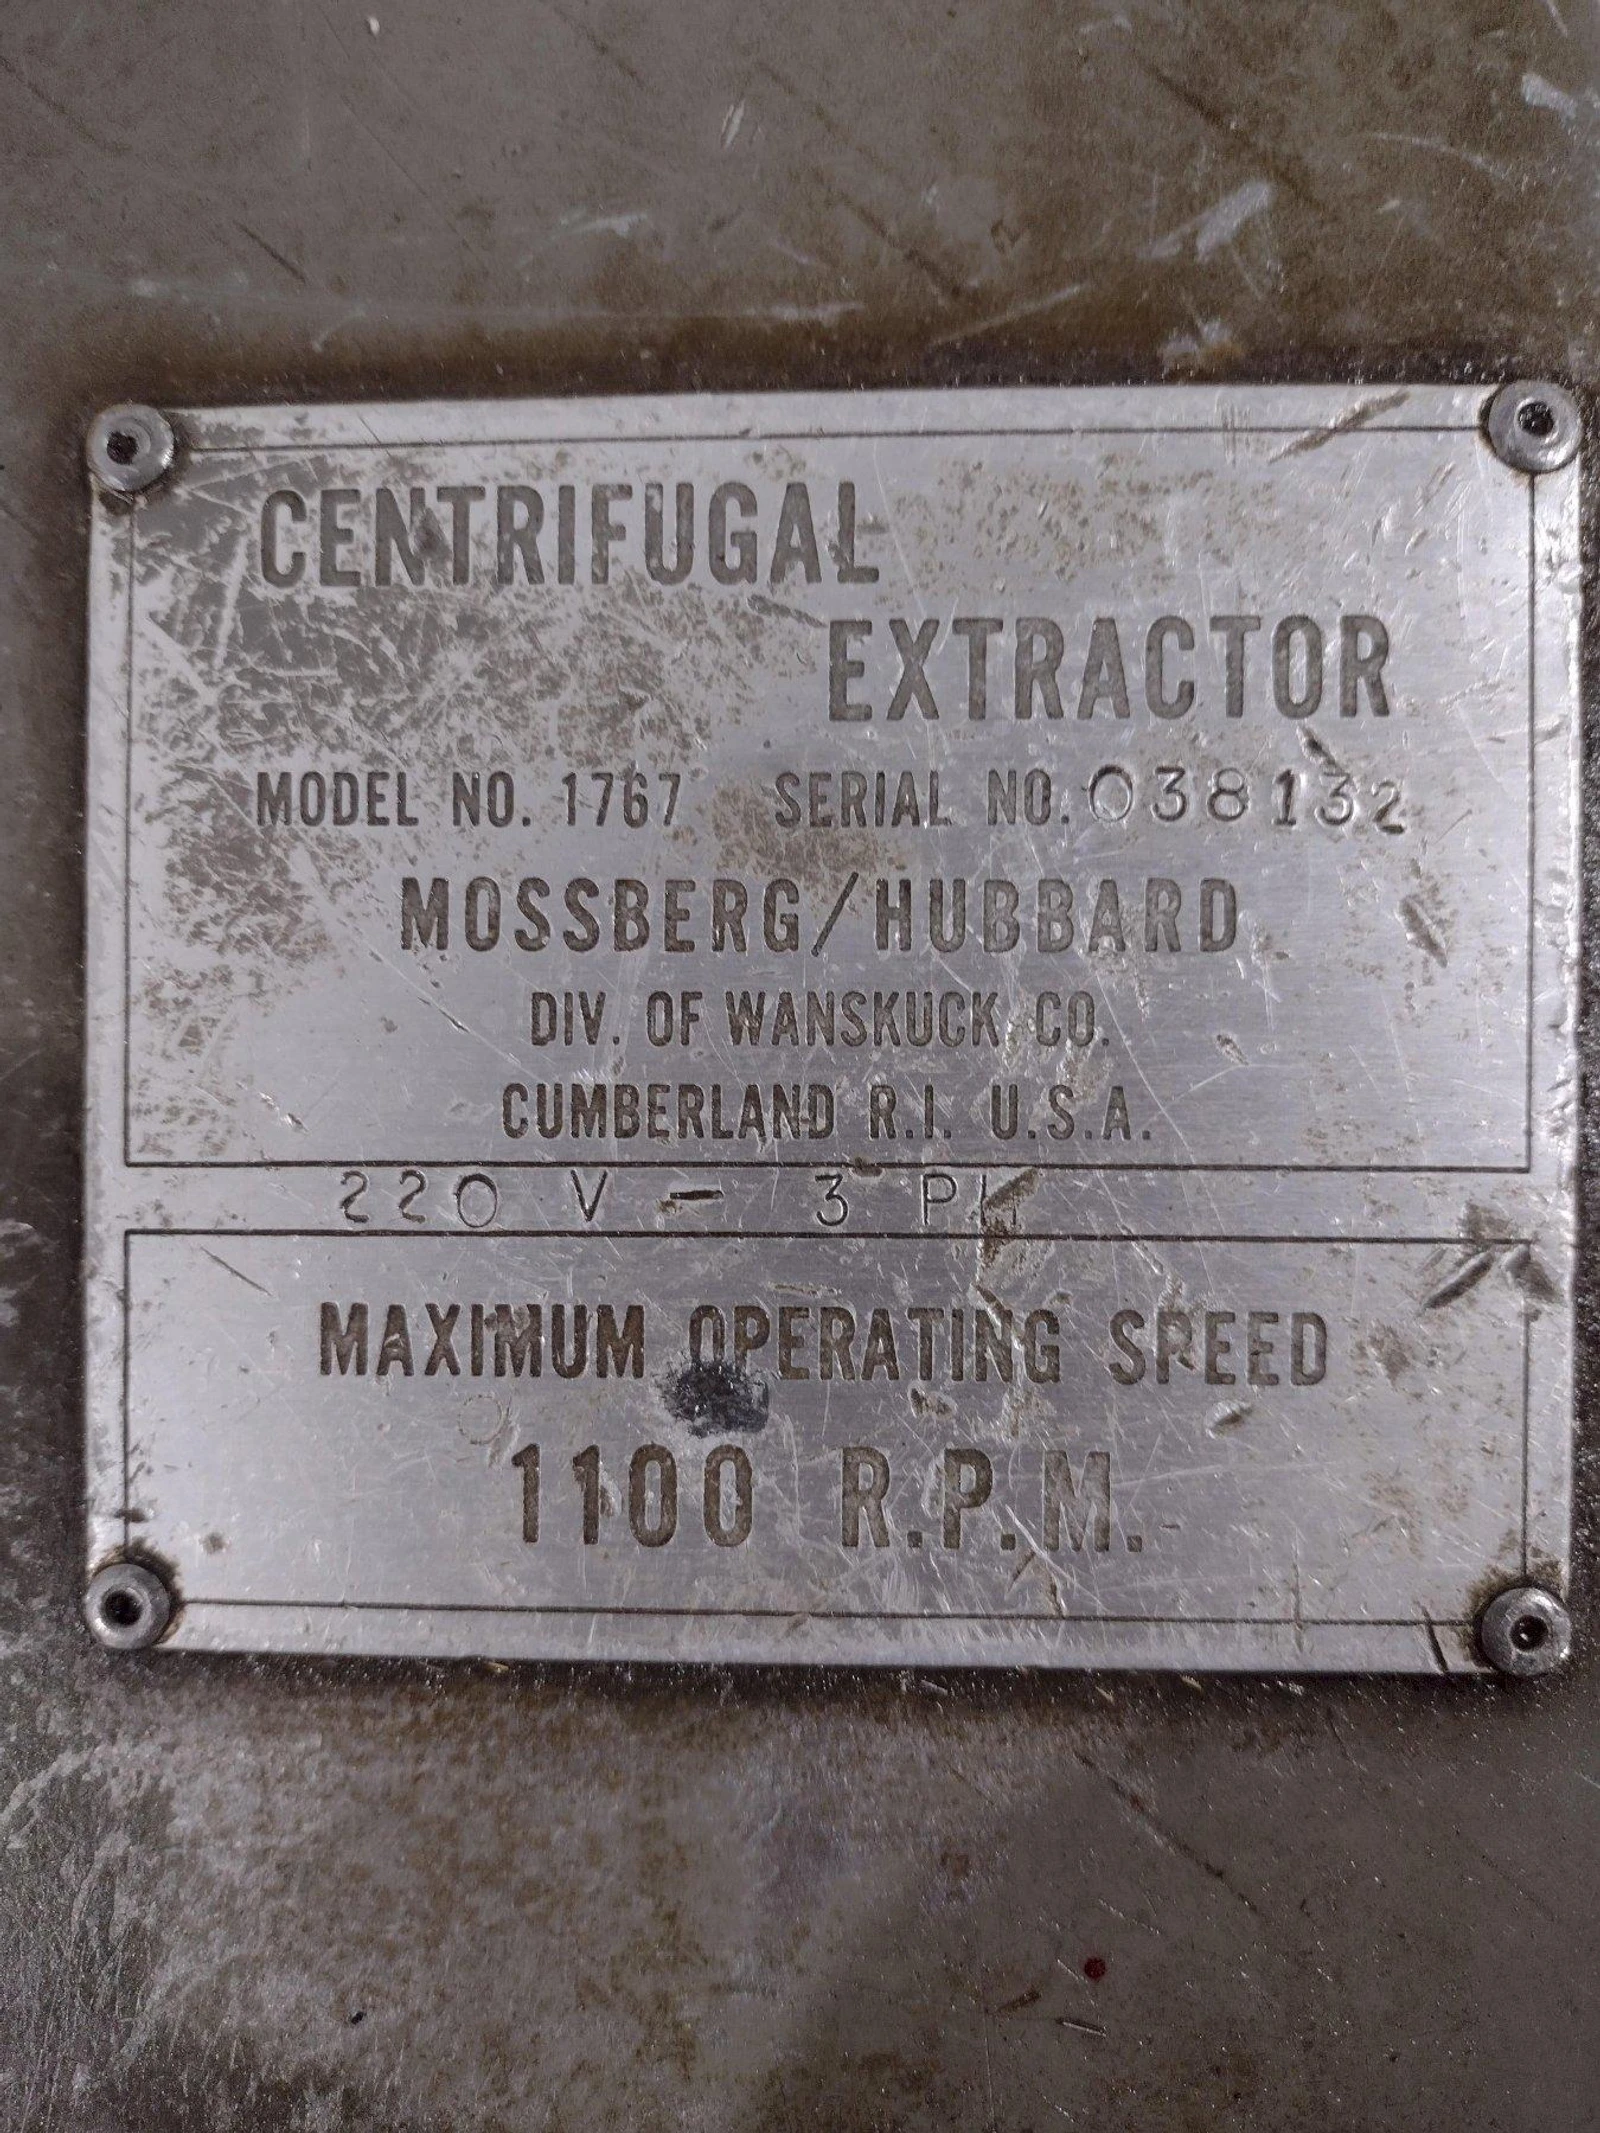 CENTRIFUGAL
EXTRACTOR
MODEL NO. 1767 SERIAL NO. 038132
MOSSBERG/HUBBARD
DIV. OF WANSKUCK CO.
CUMBERLAND R.I. U.S.A.
220 V - 3 PH
MAXIMUM OPERATING SPEED
1100 R.P.M.